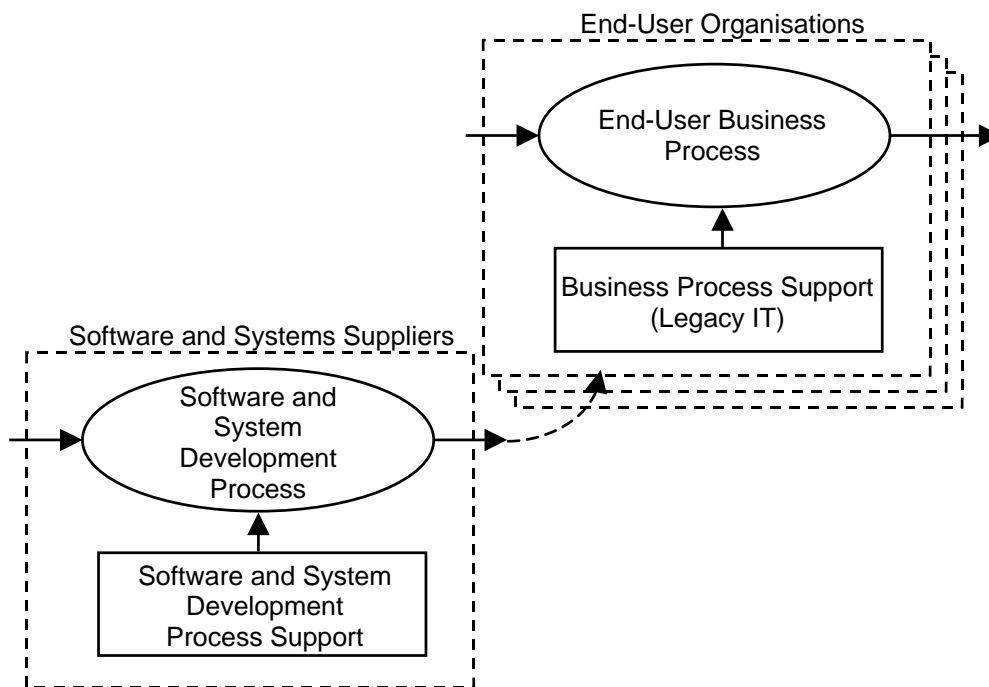 End-User Organisations
End-User Business
Process
Business Process Support
(Legacy IT)
Software and Systems Suppliers
Software and
System
Development
Process
Software and System
Development
Process Support